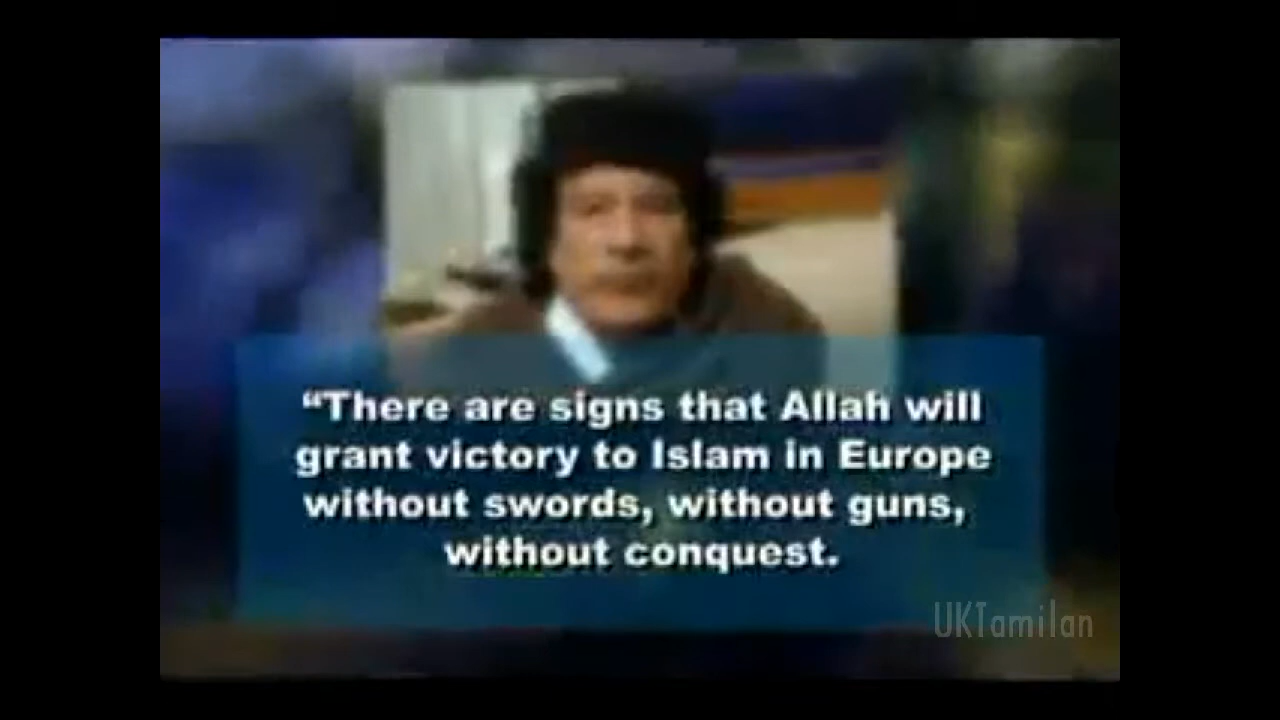 “There are signs that Allah will
grant victory to Islam in Europe
without swords, without guns,
without conquest.
UKTamilan